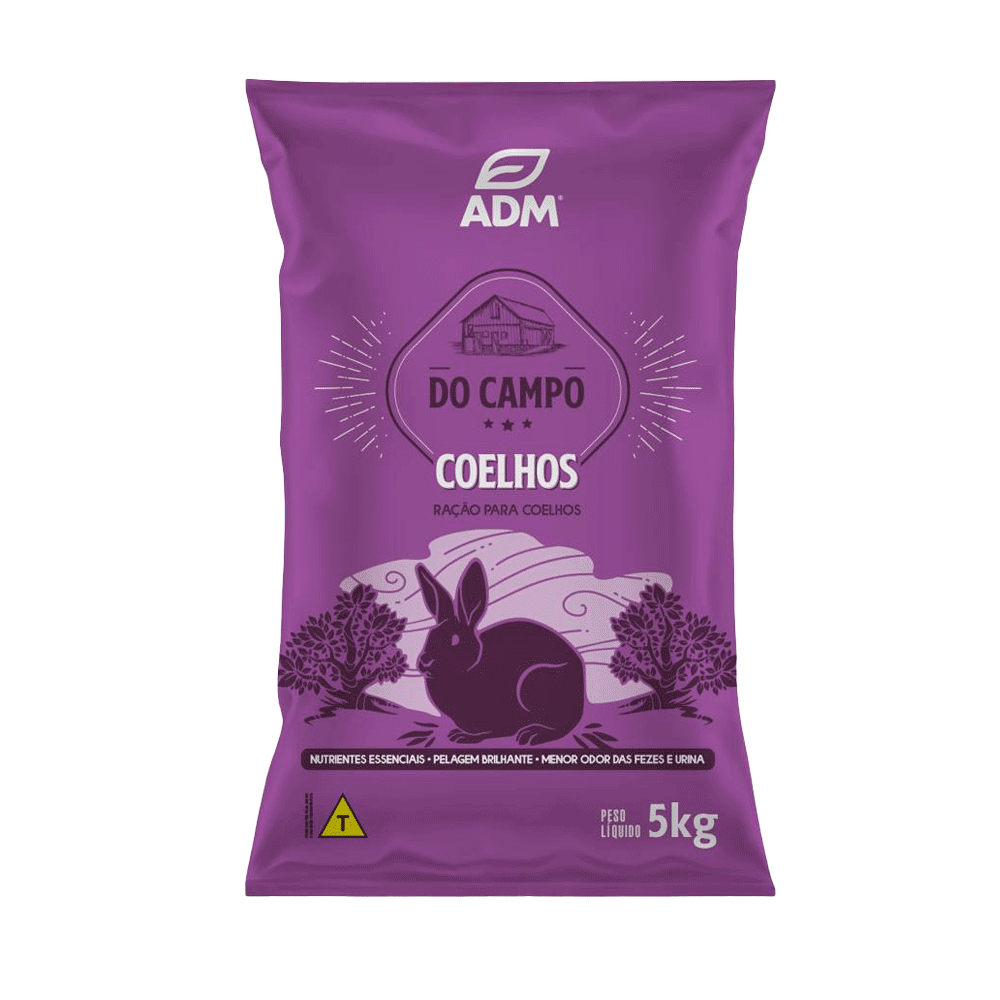 ADM®
DO CAMPO
COELHOS
RAÇÃO PARA COELHOS
NUTRIENTES ESSENCIAIS • PELAGEM BRILHANTE • MENOR ODOR DAS FEZES E URINA
T
PESO
LÍQUIDO 5kg